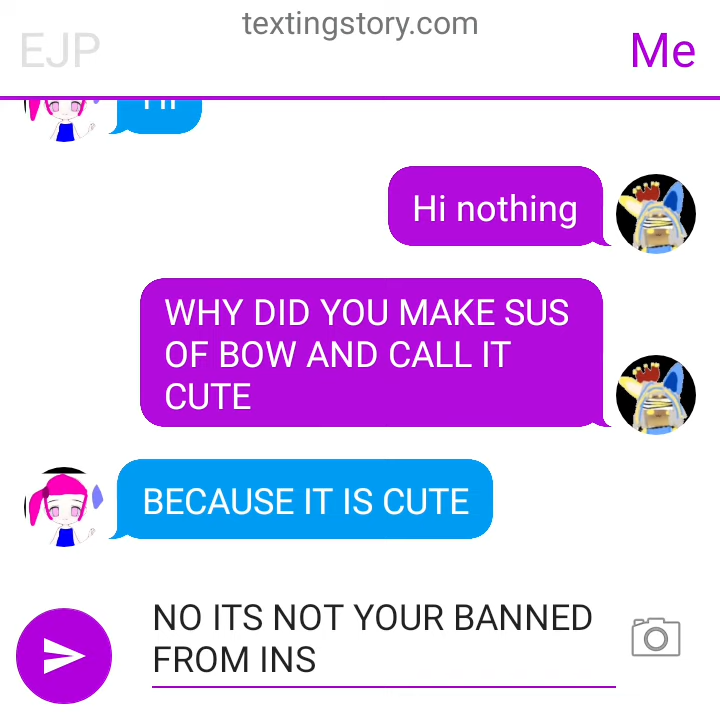 textingstory.com
EJP
Me
Hi
Hi nothing
WHY DID YOU MAKE SUS
OF BOW AND CALL IT
CUTE
BECAUSE IT IS CUTE
NO ITS NOT YOUR BANNED
FROM INS